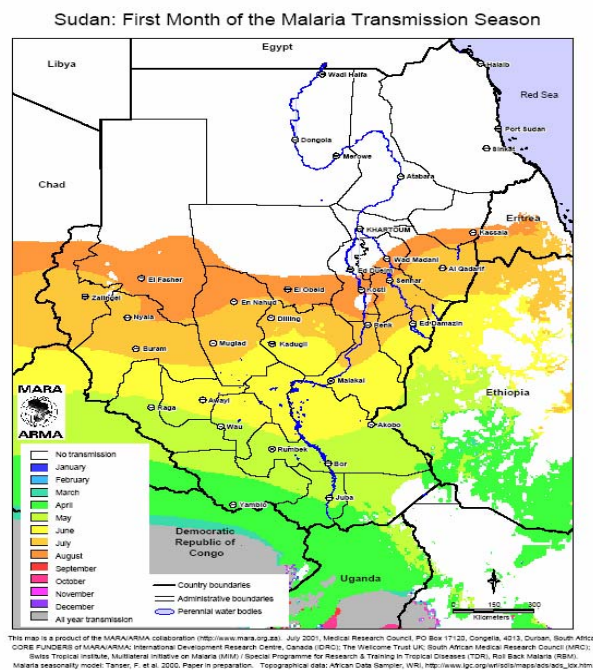 Sudan: First Month of the Malaria Transmission Season
Egypt
Libya
Wadi Halfa
Halaib
Red Sea
Dongola
Port Sudan
Merowe
Sinkat
Chad
Atabara
Eritrea
KHARTOUM
Kassala
Wad Madani
Ed Dueim
Al Qadarif
El Fasher
Sennar
El Obeid
Kosti
Zalingei
En Nahud
Nyala
Dilling
Renk
Ed Damazin
Buram
Muglad
Kadugli
Malakal
MARA
Ethiopia
Raga
Awayl
ARMA
Wau
Akobo
Rumbek
Bor
Juba
Yambio
No transmission
January
February
March
April
May
June
July
August
September
October
November
December
All year transmission
Democratic
Republic of
Congo
Uganda
Country boundaries
Administrative boundaries
Perennial water bodies
0 150 300
Kilometers
This map is a product of the MARA/ARMA collaboration (http://www.mara.org.za). July 2001, Medical Research Council, PO Box 17120, Congella, 4013, Durban, South Africa
CORE FUNDERS of MARA/ARMA: International Development Research Centre, Canada (IDRC); The Wellcome Trust UK; South African Medical Research Council (MRC);
Swiss Tropical Institute, Multilateral Initiative on Malaria (MIM) / Special Programme for Research & Training in Tropical Diseases (TDR), Roll Back Malaria (RBM).
Malaria seasonality model: Tanser, F. et al. 2000. Paper in preparation. Topographical data: African Data Sampler, WRI, http://www.igc.org/wri/sdis/maps/ads/ads_idx.htm